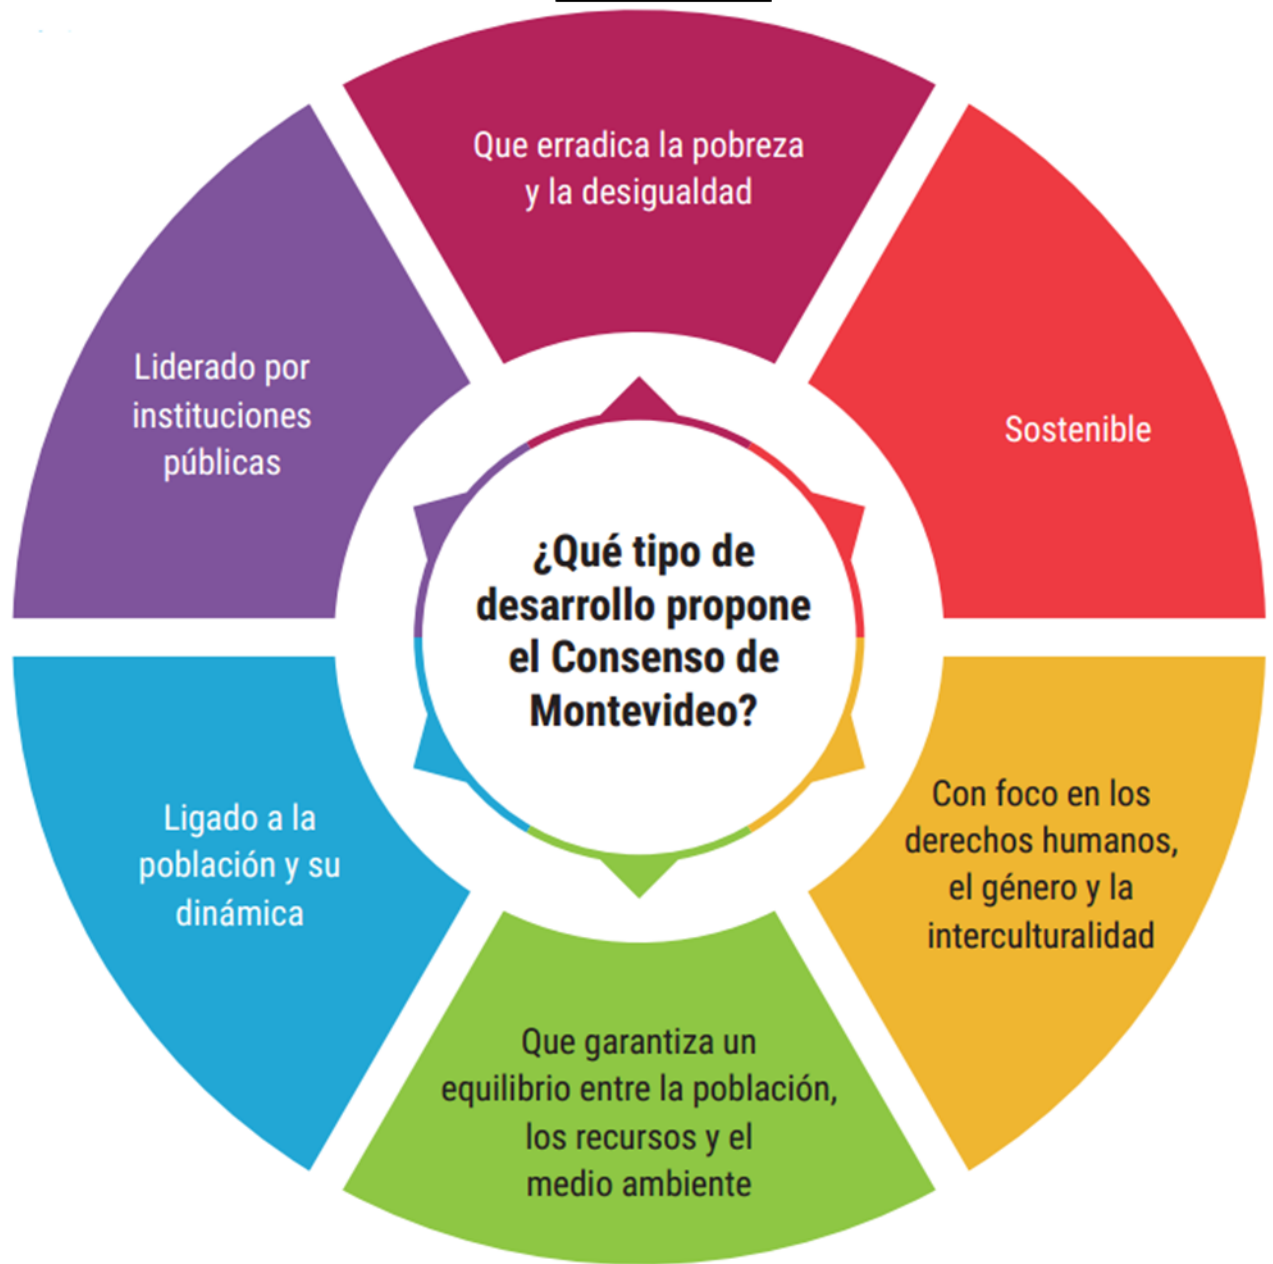 Que erradica la pobreza
y la desigualdad
Sostenible
Con foco en los
derechos humanos,
el género y la
interculturalidad
Que garantiza un
equilibrio entre la población,
los recursos y el
medio ambiente
Ligado a la
población y su
dinámica
Liderado por
instituciones
públicas
¿Qué tipo de
desarrollo propone
el Consenso de
Montevideo?